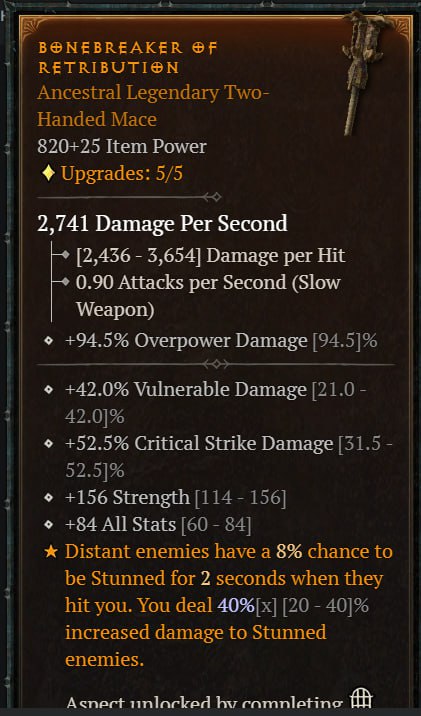 BONEBREAKER OF
RETRIBUTION
Ancestral Legendary Two-
Handed Mace
820+25 Item Power
Upgrades: 5/5
2,741 Damage Per Second
[2,436 - 3,654] Damage per Hit
0.90 Attacks per Second (Slow
Weapon)
+94.5% Overpower Damage [94.5]%
+42.0% Vulnerable Damage [21.0 -
42.0]%
+52.5% Critical Strike Damage [31.5 -
52.5]%
+156 Strength [114 - 156]
+84 All Stats [60 - 84]
Distant enemies have a 8% chance to
be Stunned for 2 seconds when they
hit you. You deal 40%[x] [20 - 40]%
increased damage to Stunned
enemies.
Aspect unlocked by completing